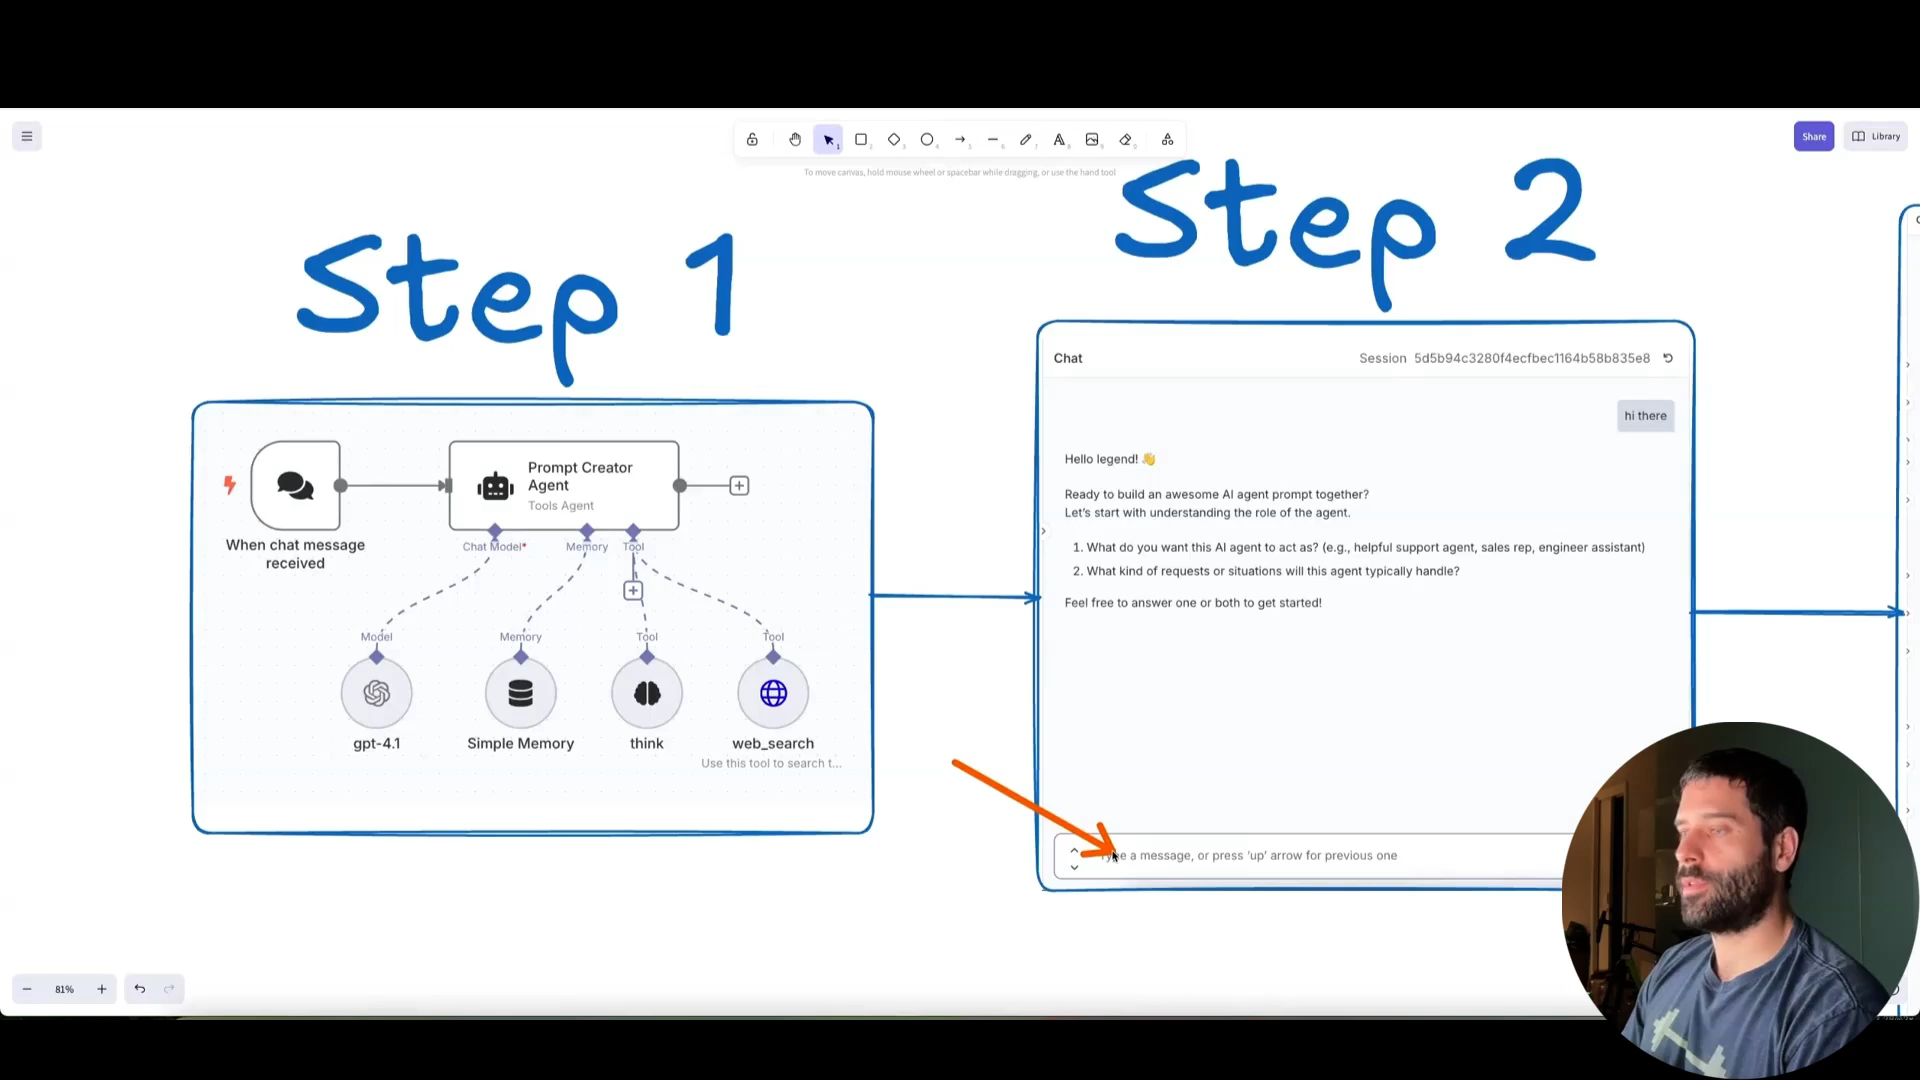 Share
Library
To move canvas, hold mouse wheel or spacebar while dragging, or use the hand tool
Step 1
Step 2
Chat
Session 5d5b94c3280f4ecfbec1164b58b835e8
hi there
Hello legend! 👋
Ready to build an awesome AI agent prompt together?
Let's start with understanding the role of the agent.
1. What do you want this AI agent to act as? (e.g., helpful support agent, sales rep, engineer assistant)
2. What kind of requests or situations will this agent typically handle?
Feel free to answer one or both to get started!
Prompt Creator
Agent
Tools Agent
When chat message
received
Chat Model*
Memory
Tool
Model
Memory
Tool
Tool
gpt-4.1
Simple Memory
think
web_search
Use this tool to search t...
a message, or press 'up' arrow for previous one
81%